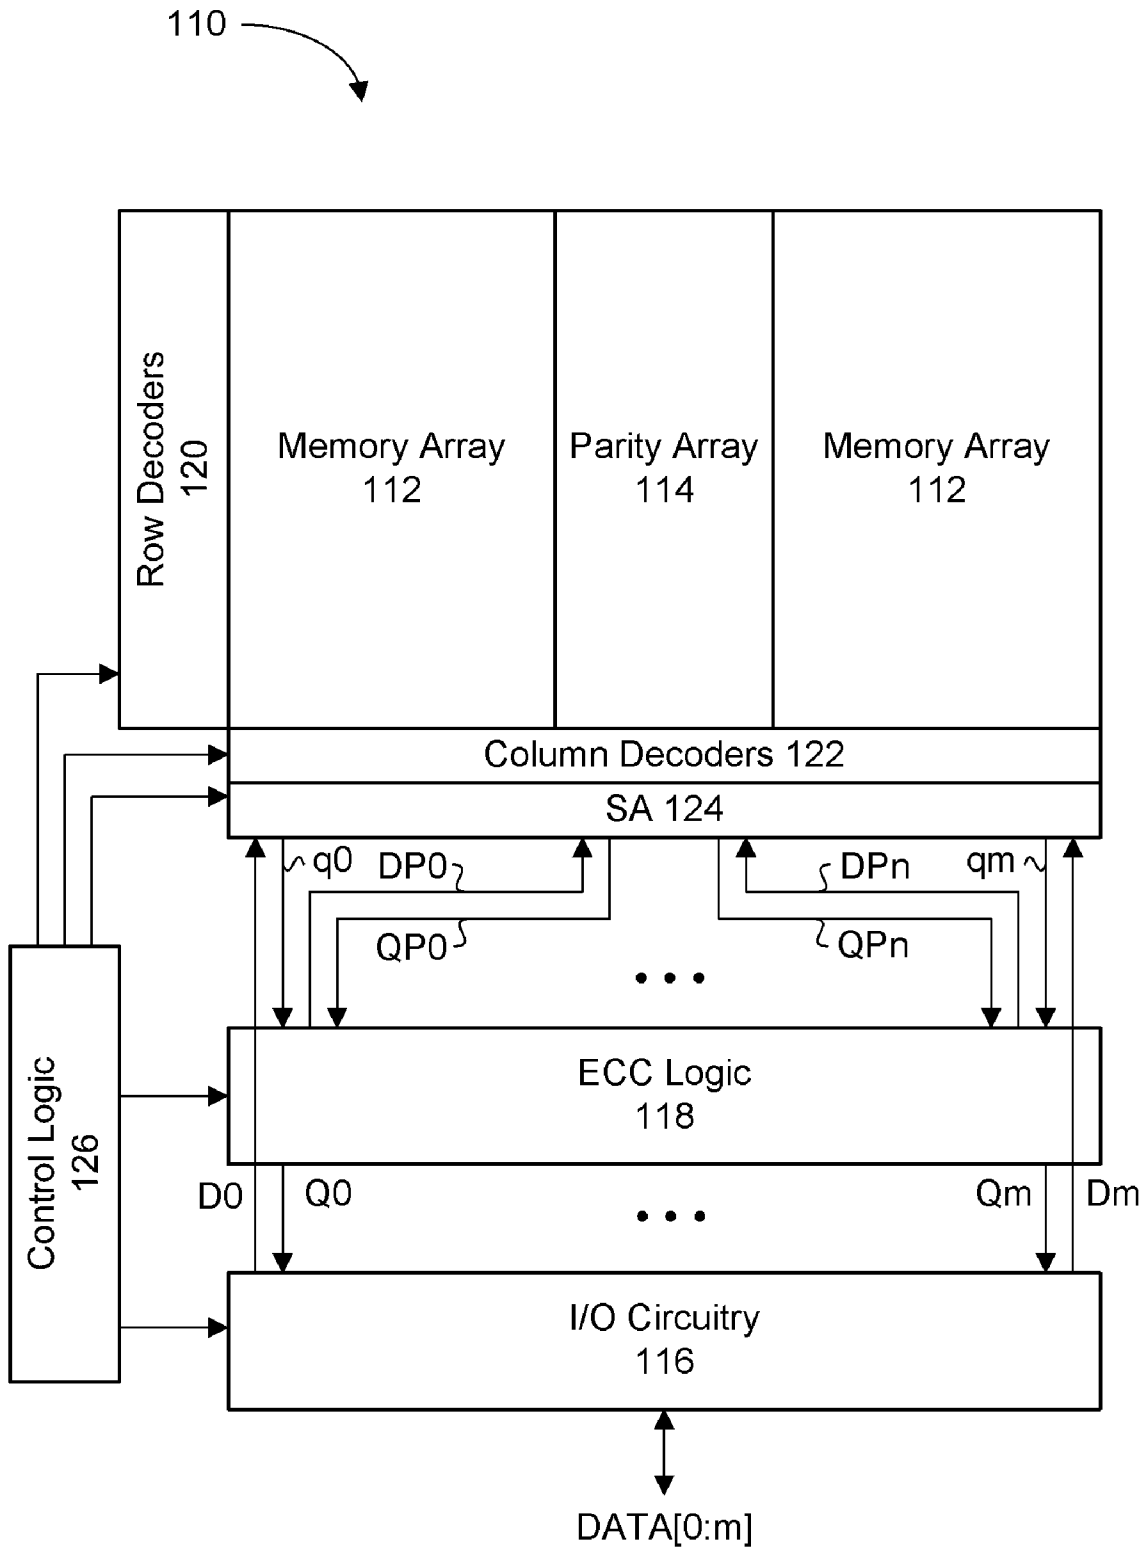 110
Row Decoders
120
Memory Array
112
Parity Array
114
Memory Array
112
Column Decoders 122
SA 124
q0
DP0
DPn
qm
QP0
QPn
• • •
ECC Logic
118
Control Logic
126
D0
Q0
Qm
Dm
• • •
I/O Circuitry
116
DATA[0:m]